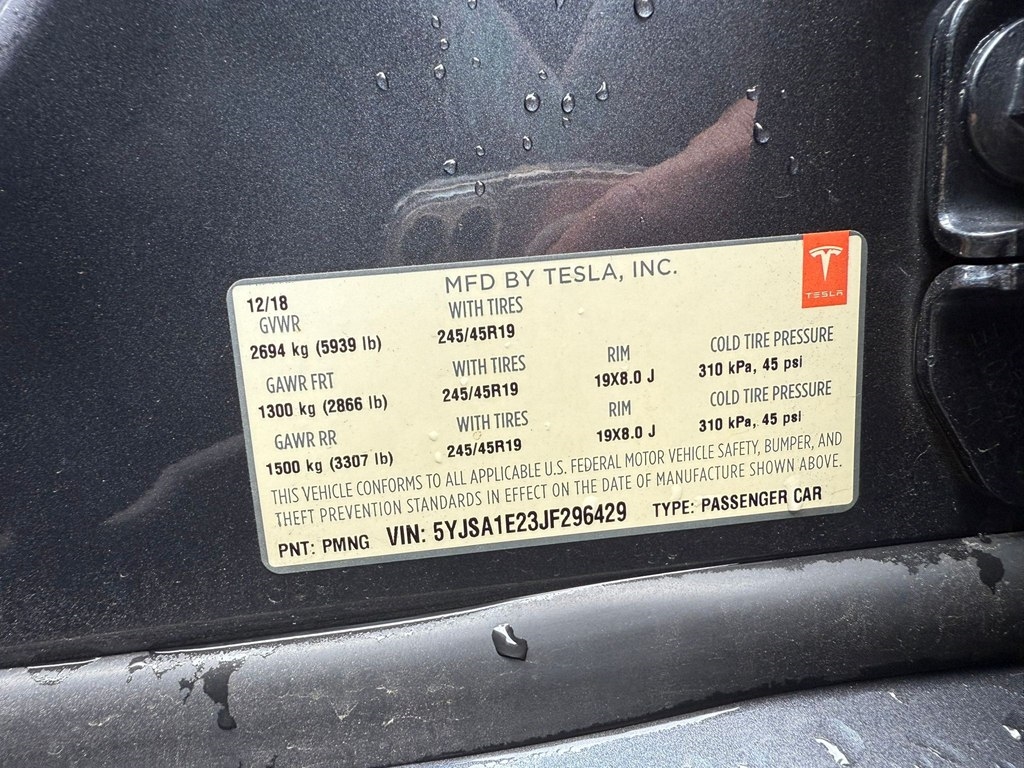 MFD BY TESLA, INC.
TESLA
12/18
GVWR WITH TIRES
2694 kg (5939 lb) 245/45R19
GAWR FRT WITH TIRES RIM COLD TIRE PRESSURE
1300 kg (2866 lb) 245/45R19 19X8.0 J 310 kPa, 45 psi
GAWR RR WITH TIRES RIM COLD TIRE PRESSURE
1500 kg (3307 lb) 245/45R19 19X8.0 J 310 kPa, 45 psi
THIS VEHICLE CONFORMS TO ALL APPLICABLE U.S. FEDERAL MOTOR VEHICLE SAFETY, BUMPER, AND
THEFT PREVENTION STANDARDS IN EFFECT ON THE DATE OF MANUFACTURE SHOWN ABOVE.
PNT: PMNG VIN: 5YJSA1E23JF296429 TYPE: PASSENGER CAR